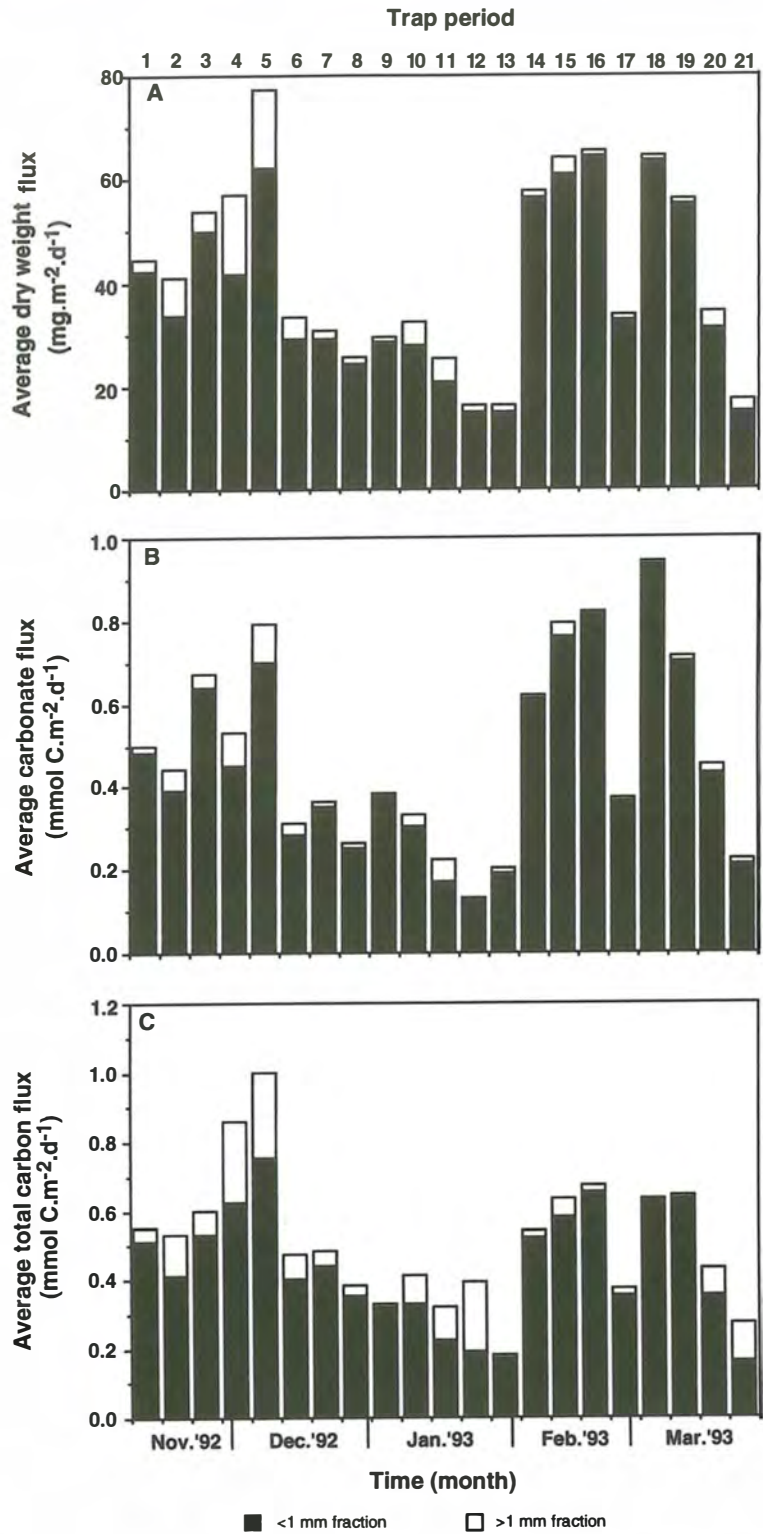 Trap period
1 2 3 4 5 6 7 8 9 10 11 12 13 14 15 16 17 18 19 20 21
A
Average dry weight flux
(mg.m-2.d-1)
80
60
40
20
0
B
Average carbonate flux
(mmol C.m-2.d-1)
1.0
0.8
0.6
0.4
0.2
0.0
C
Average total carbon flux
(mmol C.m-2.d-1)
1.2
1.0
0.8
0.6
0.4
0.2
0.0
Nov.'92 Dec.'92 Jan.'93 Feb.'93 Mar.'93
Time (month)
<1 mm fraction >1 mm fraction